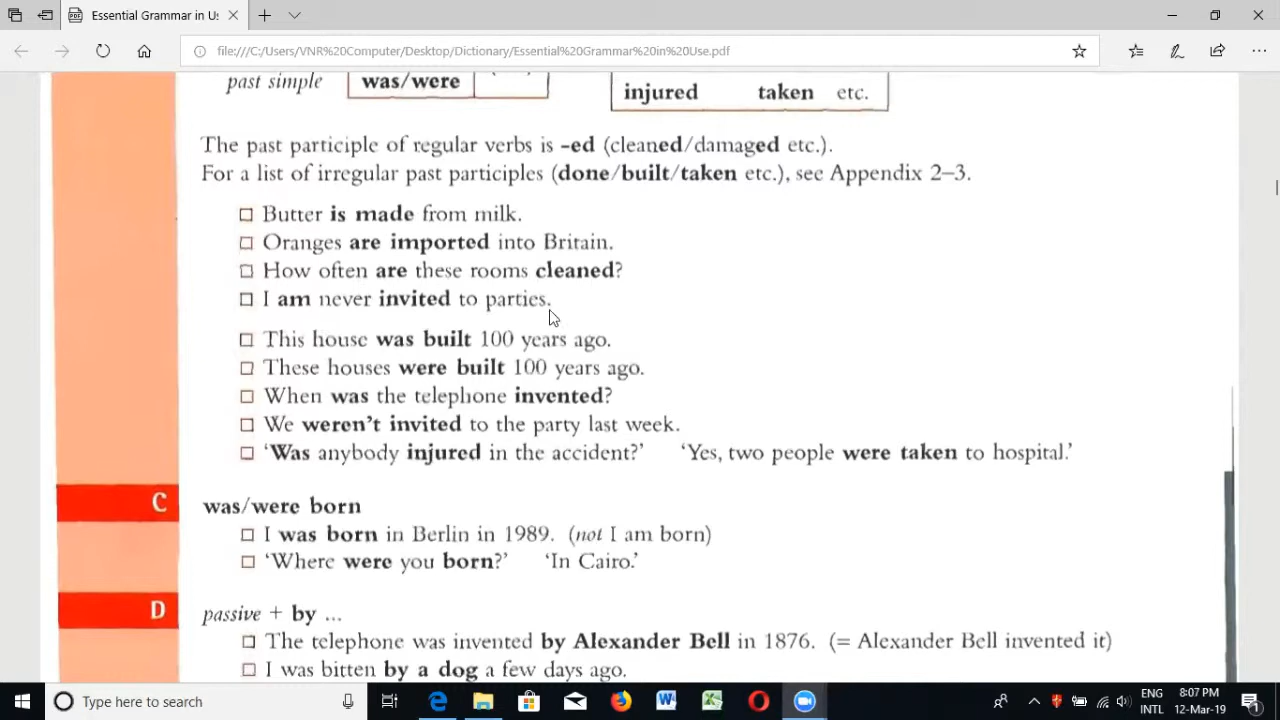 Essential Grammar in Us
file:///C:/Users/VNR%20Computer/Desktop/Dictionary/Essential%20Grammar%20in%20Use.pdf
past simple was/were
injured taken etc.
The past participle of regular verbs is -ed (cleaned/damaged etc.).
For a list of irregular past participles (done/built/taken etc.), see Appendix 2–3.
Butter is made from milk.
Oranges are imported into Britain.
How often are these rooms cleaned?
I am never invited to parties.
This house was built 100 years ago.
These houses were built 100 years ago.
When was the telephone invented?
We weren't invited to the party last week.
'Was anybody injured in the accident?' 'Yes, two people were taken to hospital.'
C was/were born
I was born in Berlin in 1989. (not I am born)
'Where were you born?' 'In Cairo.'
D passive + by ...
The telephone was invented by Alexander Bell in 1876. (= Alexander Bell invented it)
I was bitten by a dog a few days ago.
Type here to search
ENG 8:07 PM
INTL 12-Mar-19